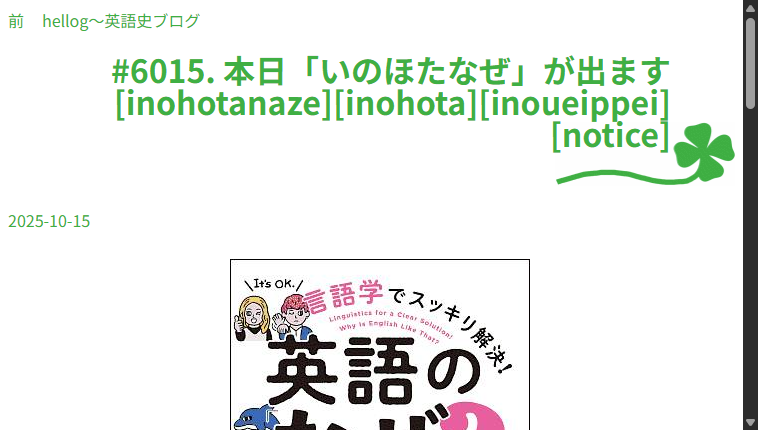 前 hellog〜英語史ブログ
#6015. 本日「いのほたなぜ」が出ます
[inohotanaze][inohota][inoueippei]
[notice]
2025-10-15
It's OK.
言語学でスッキリ解決!
Linguistics for a Clear Solution!
Why Is English Like That?
英語の
なぜ?